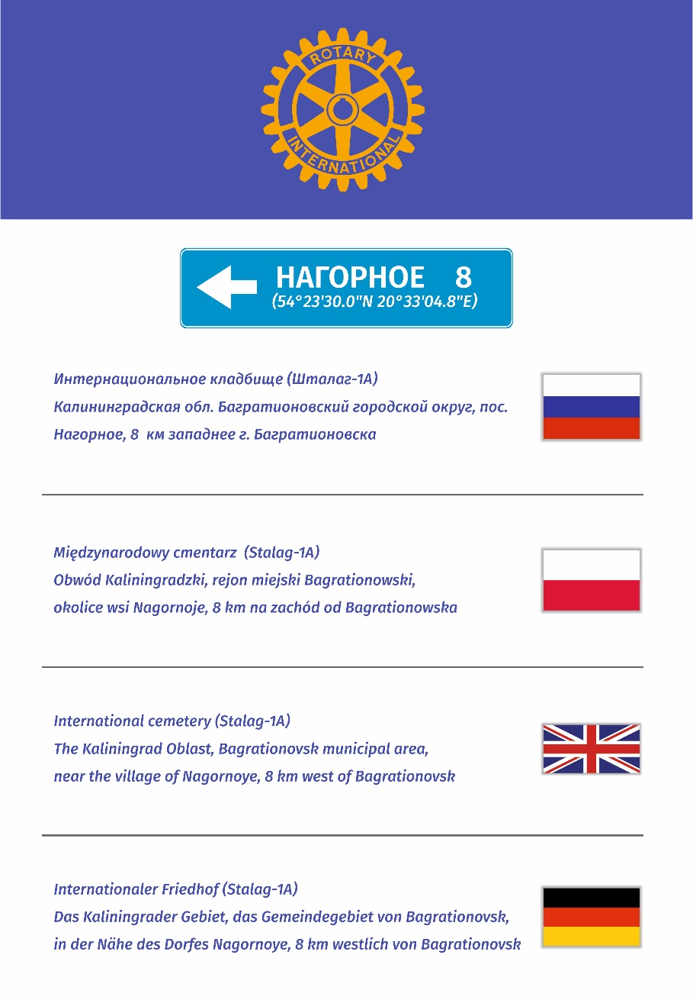 ROTARY
INTERNATIONAL
НАГОРНОЕ 8
(54°23'30.0"N 20°33'04.8"E)
Интернациональное кладбище (Шталаг-1А)
Калининградская обл. Багратионовский городской округ, пос.
Нагорное, 8 км западнее г. Багратионовска
Międzynarodowy cmentarz (Stalag-1A)
Obwód Kaliningradzki, rejon miejski Bagrationowski,
okolice wsi Nagornoje, 8 km na zachód od Bagrationowska
International cemetery (Stalag-1A)
The Kaliningrad Oblast, Bagrationovsk municipal area,
near the village of Nagornoye, 8 km west of Bagrationovsk
Internationaler Friedhof (Stalag-1A)
Das Kaliningrader Gebiet, das Gemeindegebiet von Bagrationovsk,
in der Nähe des Dorfes Nagornoye, 8 km westlich von Bagrationovsk